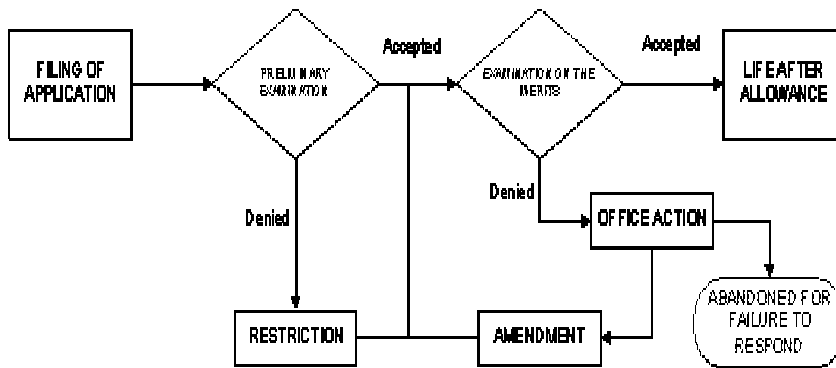 FILING OF
APPLICATION
PRELIMINARY
EXAMINATION
Accepted
EXAMINATION ON THE
MERITS
Accepted
LIFE AFTER
ALLOWANCE
Denied
Denied
OFFICE ACTION
RESTRICTION
AMENDMENT
ABANDONED FOR
FAILURE TO
RESPOND